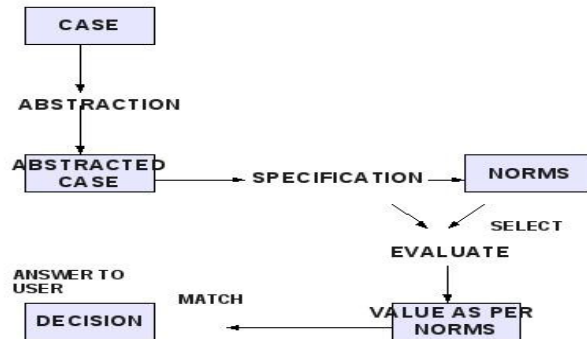 CASE
ABSTRACTION
ABSTRACTED
CASE
SPECIFICATION
NORMS
SELECT
EVALUATE
ANSWER TO
USER
MATCH
DECISION
VALUE AS PER
NORMS